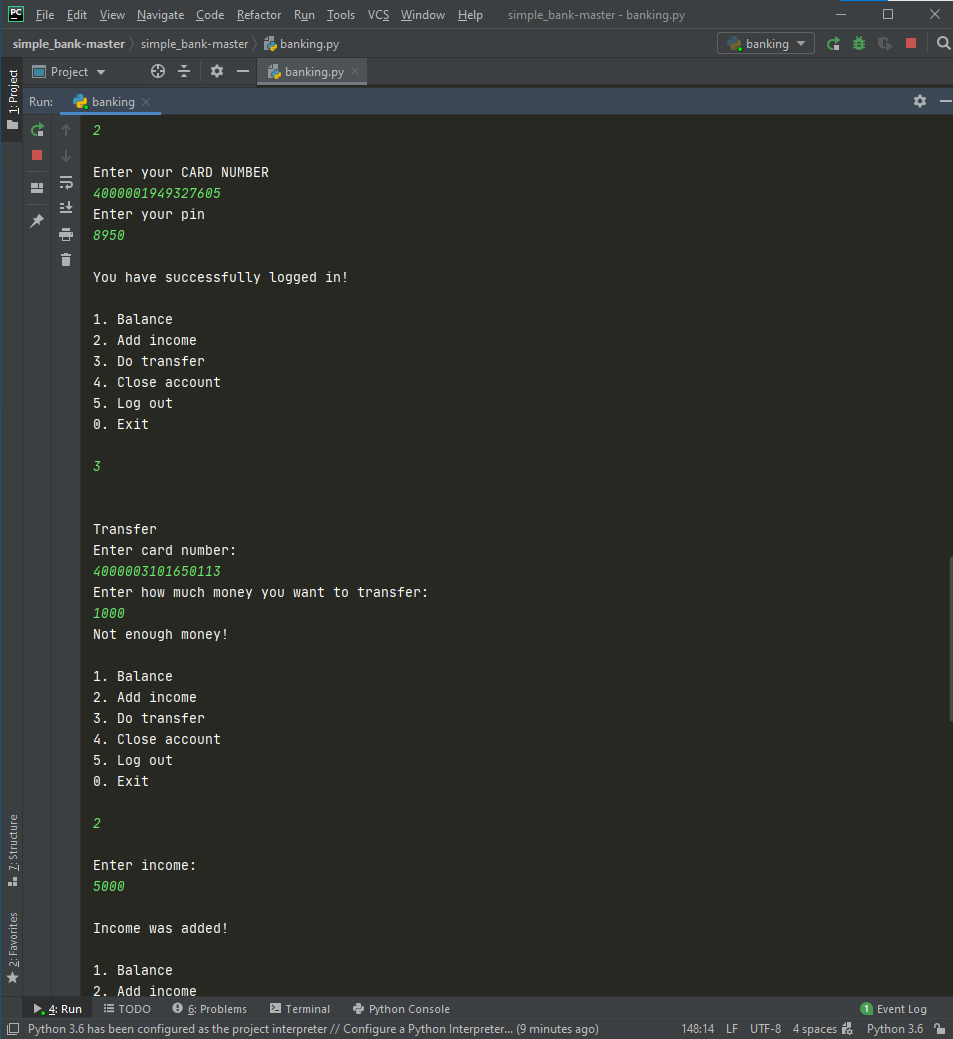 PC File Edit View Navigate Code Refactor Run Tools VCS Window Help simple_bank-master - banking.py
simple_bank-master simple_bank-master banking.py banking
1: Project Project banking.py
Run: banking
2
Enter your CARD NUMBER
4000001949327605
Enter your pin
8950
You have successfully logged in!
1. Balance
2. Add income
3. Do transfer
4. Close account
5. Log out
0. Exit
3
Transfer
Enter card number:
4000003101650113
Enter how much money you want to transfer:
1000
Not enough money!
1. Balance
2. Add income
3. Do transfer
4. Close account
5. Log out
0. Exit
2
Enter income:
5000
Income was added!
1. Balance
2. Add income
7: Structure
2: Favorites
4: Run TODO 6: Problems Terminal Python Console 1 Event Log
Python 3.6 has been configured as the project interpreter // Configure a Python Interpreter... (9 minutes ago) 148:14 LF UTF-8 4 spaces Python 3.6